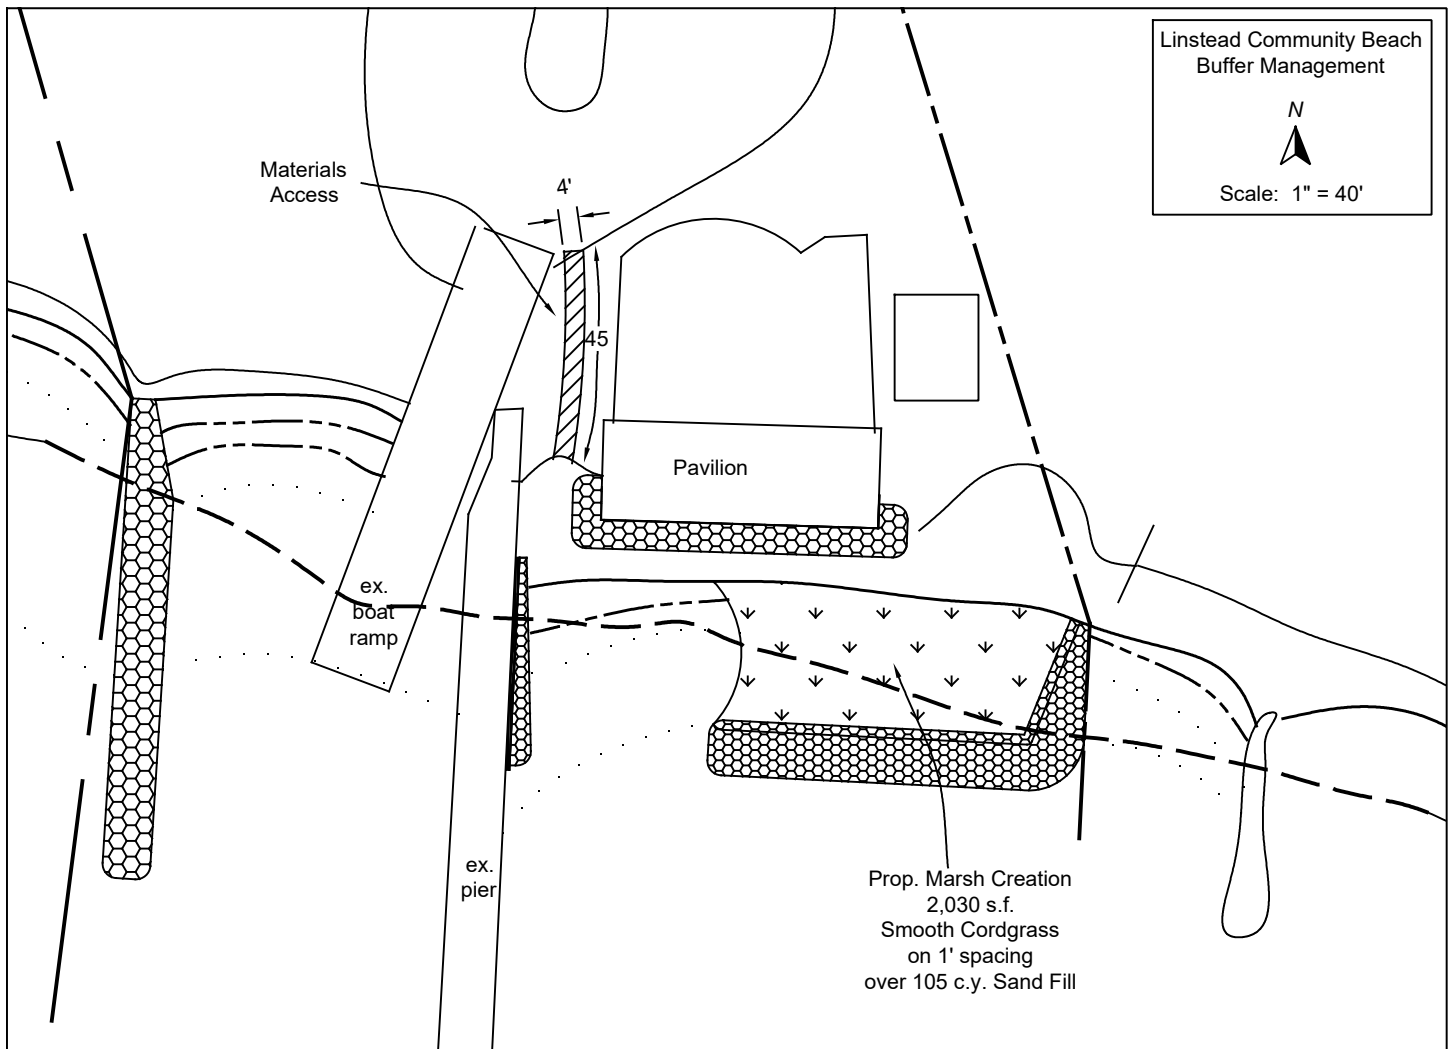 Linstead Community Beach
Buffer Management
N
Scale:  1" = 40'
Materials
Access
4'
45
Pavilion
ex.
boat
ramp
ex.
pier
Prop. Marsh Creation
2,030 s.f.
Smooth Cordgrass
on 1' spacing
over 105 c.y. Sand Fill